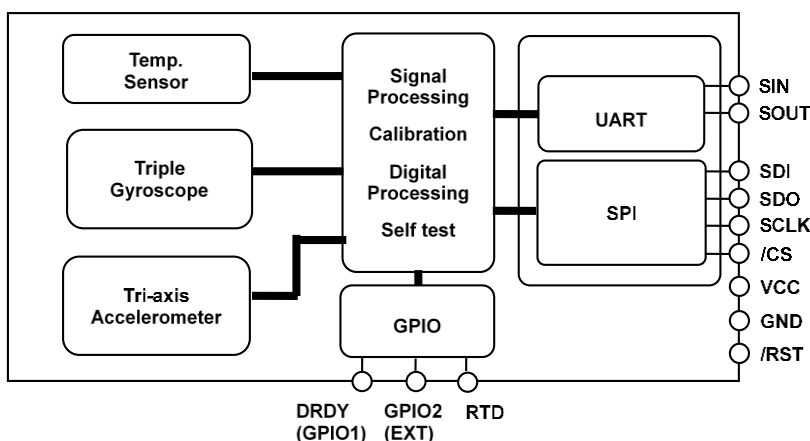 Temp.
Sensor
Triple
Gyroscope
Tri-axis
Accelerometer
Signal
Processing
Calibration
Digital
Processing
Self test
GPIO
UART
SPI
SIN
SOUT
SDI
SDO
SCLK
/CS
VCC
GND
/RST
DRDY
(GPIO1)
GPIO2
(EXT)
RTD